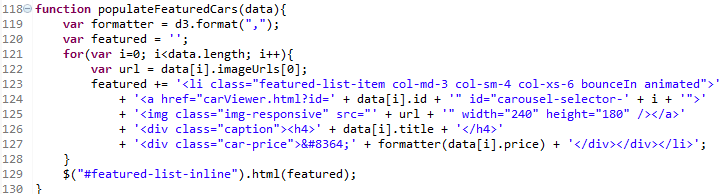 118 function populateFeaturedCars(data){
119 var formatter = d3.format(",");
120 var featured = '';
121 for(var i=0; i<data.length; i++){
122 var url = data[i].imageUrls[0];
123 featured += '<li class="featured-list-item col-md-3 col-sm-4 col-xs-6 bounceIn animated">'
124 + '<a href="carViewer.html?id=' + data[i].id + '" id="carousel-selector-' + i + '">'
125 + '<img class="img-responsive" src="' + url + '" width="240" height="180" /></a>'
126 + '<div class="caption"><h4>' + data[i].title + '</h4>'
127 + '<div class="car-price">&#8364;' + formatter(data[i].price) + '</div></div></li>';
128 }
129 $("#featured-list-inline").html(featured);
130 }